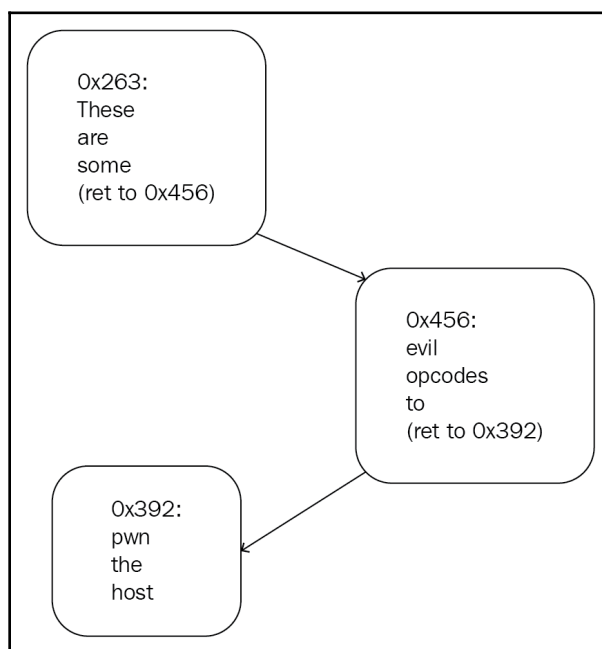 0x263:
These
are
some
(ret to 0x456)
0x456:
evil
opcodes
to
(ret to 0x392)
0x392:
pwn
the
host